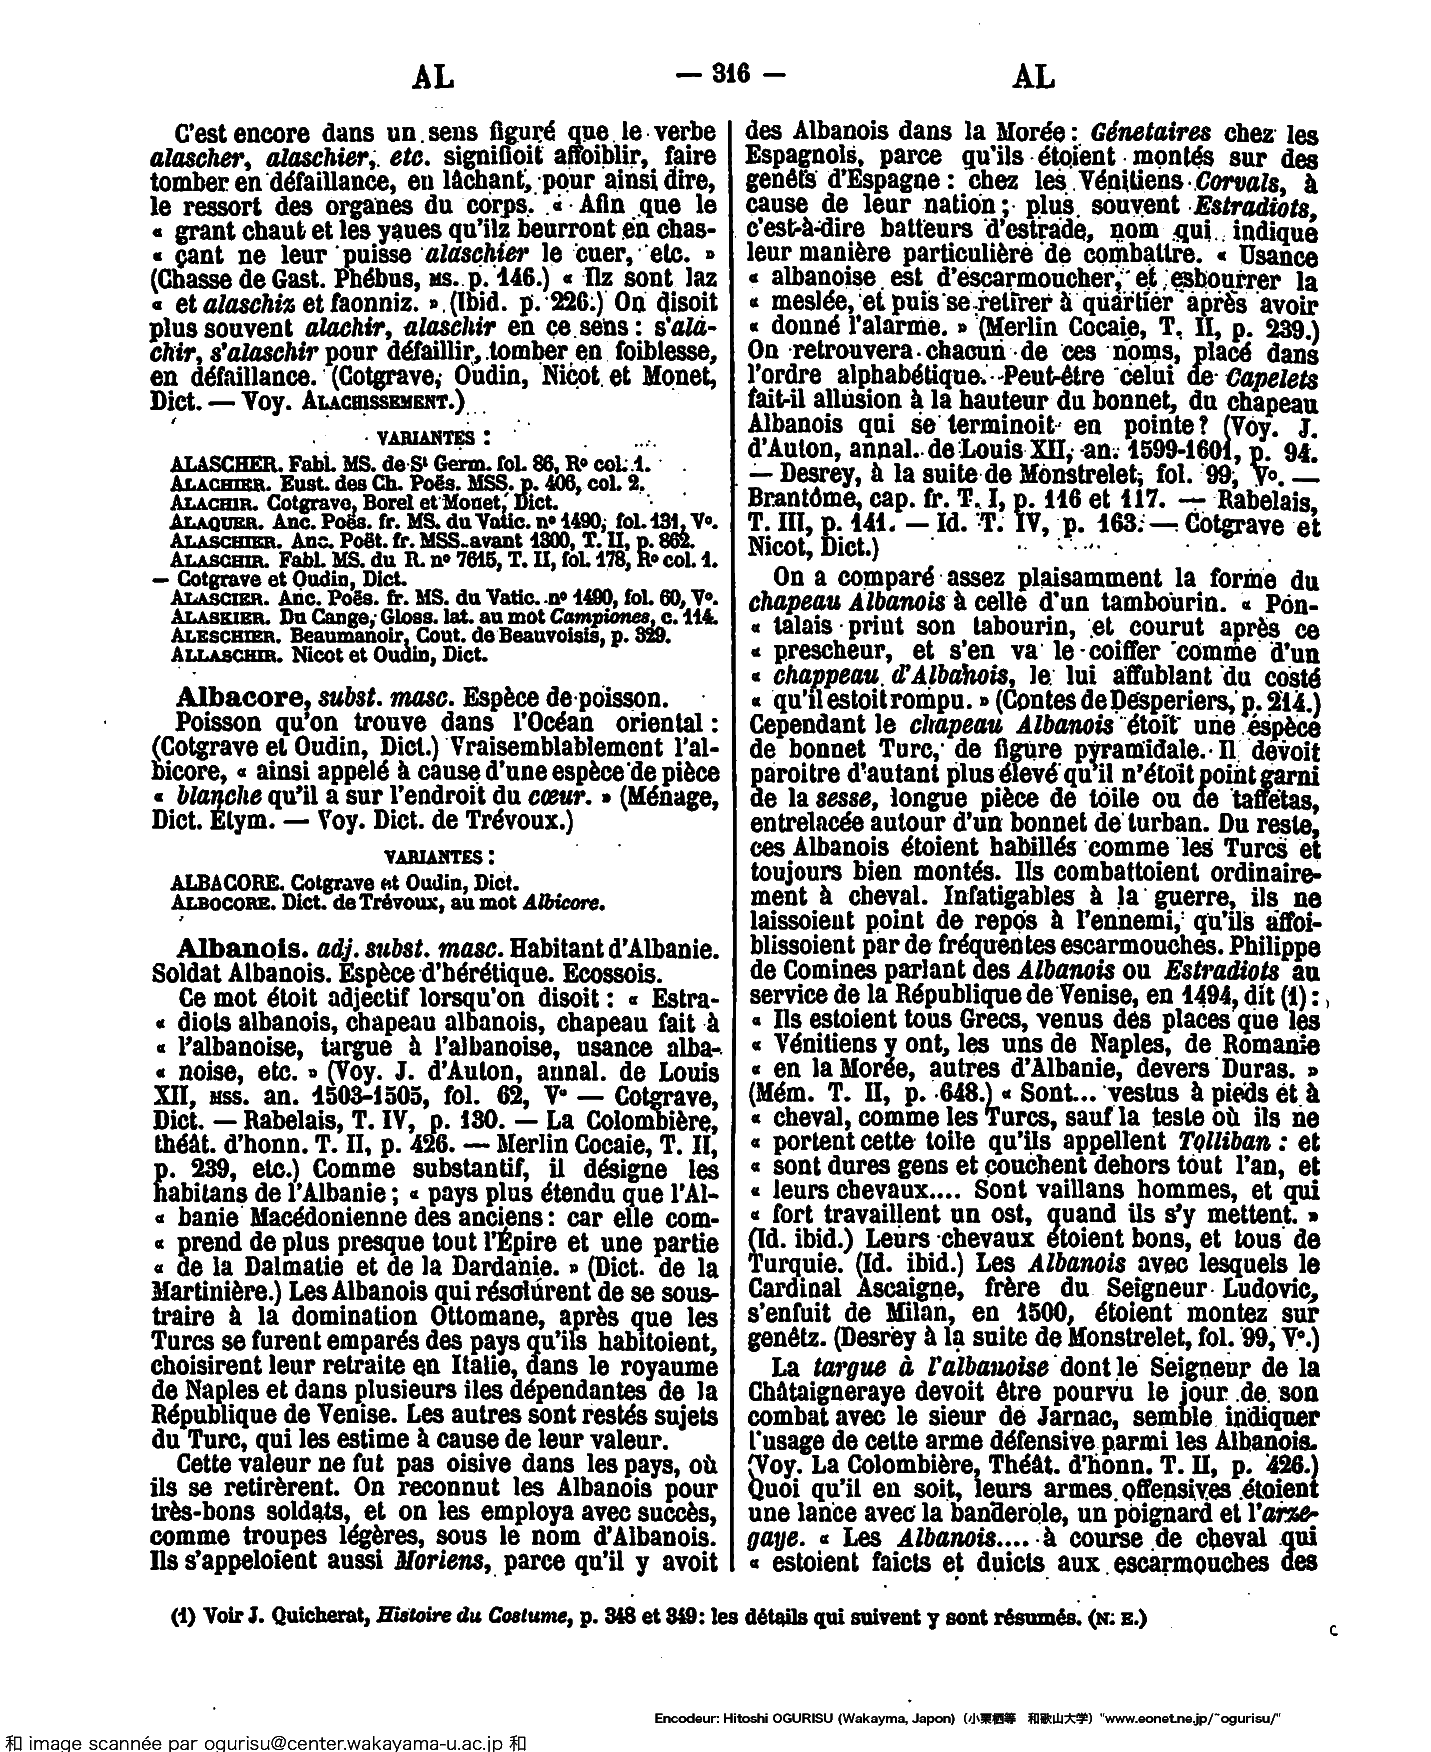 AL
— 316 —
AL
C'est encore dans un sens figuré que le verbe
alascher, alaschier, etc. signifioit affoiblir, faire
tomber en défaillance, en lâchant, pour ainsi dire,
le ressort des organes du corps. « Afin que le
« grant chaut et les yaues qu'ilz beurront en chas-
« çant ne leur puisse alaschier le cuer, etc. »
(Chasse de Gast. Phébus, MS. p. 146.) « Ilz sont laz
« et alaschiz et faonniz. » (Ibid. p. 226.) On disoit
plus souvent alachir, alaschir en ce sens : s'ala-
chir, s'alaschir pour défaillir, tomber en foiblesse,
en défaillance. (Cotgrave, Oudin, Nicot et Monet,
Dict. — Voy. ALACHISSEMENT.)
VARIANTES :
ALASCHER. Fabl. MS. de St Germ. fol. 86, Ro col. 1.
ALACHIER. Eust. des Ch. Poës. MSS. p. 406, col. 2.
ALACHIR. Cotgrave, Borel et Monet, Dict.
ALAQUER. Anc. Poës. fr. MS. du Vatic. no 1490, fol. 131, Vo.
ALASCHIER. Anc. Poët. fr. MSS. avant 1300, T. II, p. 862.
ALASCHIR. Fabl. MS. du R. no 7615, T. II, fol. 178, Ro col. 1.
— Cotgrave et Oudin, Dict.
ALASCIER. Anc. Poës. fr. MS. du Vatic. no 1490, fol. 60, Vo.
ALASKIER. Du Cange, Gloss. lat. au mot Campiones, c. 114.
ALESCHIER. Beaumanoir, Cout. de Beauvoisis, p. 329.
ALLASCHIR. Nicot et Oudin, Dict.
Albacore, subst. masc. Espèce de poisson.
Poisson qu'on trouve dans l'Océan oriental :
(Cotgrave et Oudin, Dict.) Vraisemblablement l'al-
bicore, « ainsi appelé à cause d'une espèce de pièce
« blanche qu'il a sur l'endroit du cœur. » (Ménage,
Dict. Etym. — Voy. Dict. de Trévoux.)
VARIANTES :
ALBACORE. Cotgrave et Oudin, Dict.
ALBOCORE. Dict. de Trévoux, au mot Albicore.
Albanois. adj. subst. masc. Habitant d'Albanie.
Soldat Albanois. Espèce d'hérétique. Ecossois.
Ce mot étoit adjectif lorsqu'on disoit : « Estra-
« diots albanois, chapeau albanois, chapeau fait à
« l'albanoise, targue à l'albanoise, usance alba-
« noise, etc. » (Voy. J. d'Auton, annal. de Louis
XII, MSS. an. 1503-1505, fol. 62, Vo — Cotgrave,
Dict. — Rabelais, T. IV, p. 130. — La Colombière,
théât. d'honn. T. II, p. 426. — Merlin Cocaie, T. II,
p. 239, etc.) Comme substantif, il désigne les
habitans de l'Albanie ; « pays plus étendu que l'Al-
« banie Macédonienne des anciens : car elle com-
« prend de plus presque tout l'Épire et une partie
« de la Dalmatie et de la Dardanie. » (Dict. de la
Martinière.) Les Albanois qui résolûrent de se sous-
traire à la domination Ottomane, après que les
Turcs se furent emparés des pays qu'ils habitoient,
choisirent leur retraite en Italie, dans le royaume
de Naples et dans plusieurs iles dépendantes de la
République de Venise. Les autres sont restés sujets
du Turc, qui les estime à cause de leur valeur.
Cette valeur ne fut pas oisive dans les pays, où
ils se retirèrent. On reconnut les Albanois pour
très-bons soldats, et on les employa avec succès,
comme troupes légères, sous le nom d'Albanois.
Ils s'appeloient aussi Moriens, parce qu'il y avoit
des Albanois dans la Morée : Génetaires chez les
Espagnols, parce qu'ils étoient montés sur des
genêts d'Espagne : chez les Vénitiens Corvals, à
cause de leur nation ; plus souvent Estradiots,
c'est-à-dire batteurs d'estrade, nom qui indique
leur manière particulière de combattre. « Usance
« albanoise est d'escarmoucher, et esbourrer la
« meslée, et puis se retirer à quartier après avoir
« donné l'alarme. » (Merlin Cocaie, T. II, p. 239.)
On retrouvera chacun de ces noms, placé dans
l'ordre alphabétique. Peut-être celui de Capelets
fait-il allusion à la hauteur du bonnet, du chapeau
Albanois qui se terminoit en pointe ? (Voy. J.
d'Auton, annal. de Louis XII, an. 1599-1601, p. 94.
— Desrey, à la suite de Monstrelet, fol. 99, Vo. —
Brantôme, cap. fr. T. I, p. 116 et 117. — Rabelais,
T. III, p. 141. — Id. T. IV, p. 163. — Cotgrave et
Nicot, Dict.)
On a comparé assez plaisamment la forme du
chapeau Albanois à celle d'un tambourin. « Pon-
« talais print son tabourin, et courut après ce
« prescheur, et s'en va le coiffer comme d'un
« chappeau d'Albanois, le lui affublant du costé
« qu'il estoit rompu. » (Contes de Desperiers, p. 214.)
Cependant le chapeau Albanois étoit une espèce
de bonnet Turc, de figure pyramidale. Il devoit
paroitre d'autant plus élevé qu'il n'étoit point garni
de la sesse, longue pièce de toile ou de taffetas,
entrelacée autour d'un bonnet de turban. Du reste,
ces Albanois étoient habillés comme les Turcs et
toujours bien montés. Ils combattoient ordinaire-
ment à cheval. Infatigables à la guerre, ils ne
laissoient point de repos à l'ennemi, qu'ils affoi-
blissoient par de fréquentes escarmouches. Philippe
de Comines parlant des Albanois ou Estradiots au
service de la République de Venise, en 1494, dit (1) :
« Ils estoient tous Grecs, venus des places que les
« Vénitiens y ont, les uns de Naples, de Romanie
« en la Morée, autres d'Albanie, devers Duras. »
(Mém. T. II, p. 648.) « Sont... vestus à pieds et à
« cheval, comme les Turcs, sauf la teste où ils ne
« portent cette toile qu'ils appellent Tolliban : et
« sont dures gens et couchent dehors tout l'an, et
« leurs chevaux.... Sont vaillans hommes, et qui
« fort travaillent un ost, quand ils s'y mettent. »
(Id. ibid.) Leurs chevaux étoient bons, et tous de
Turquie. (Id. ibid.) Les Albanois avec lesquels le
Cardinal Ascaigne, frère du Seigneur Ludovic,
s'enfuit de Milan, en 1500, étoient montez sur
genêtz. (Desrey à la suite de Monstrelet, fol. 99, Vo.)
La targue à l'albanoise dont le Seigneur de la
Châtaigneraye devoit être pourvu le jour de son
combat avec le sieur de Jarnac, semble indiquer
l'usage de cette arme défensive parmi les Albanois.
(Voy. La Colombière, Théât. d'honn. T. II, p. 426.)
Quoi qu'il en soit, leurs armes offensives étoient
une lance avec la banderole, un poignard et l'arze-
gaye. « Les Albanois.... à course de cheval qui
« estoient faicts et duicts aux escarmouches des
(1) Voir J. Quicherat, Histoire du Costume, p. 348 et 349 : les détails qui suivent y sont résumés. (N. E.)
C
Encodeur: Hitoshi OGURISU (Wakayma, Japon) (小栗栖等 和歌山大学) "www.eonet.ne.jp/~ogurisu/"
和 image scannée par ogurisu@center.wakayama-u.ac.jp 和